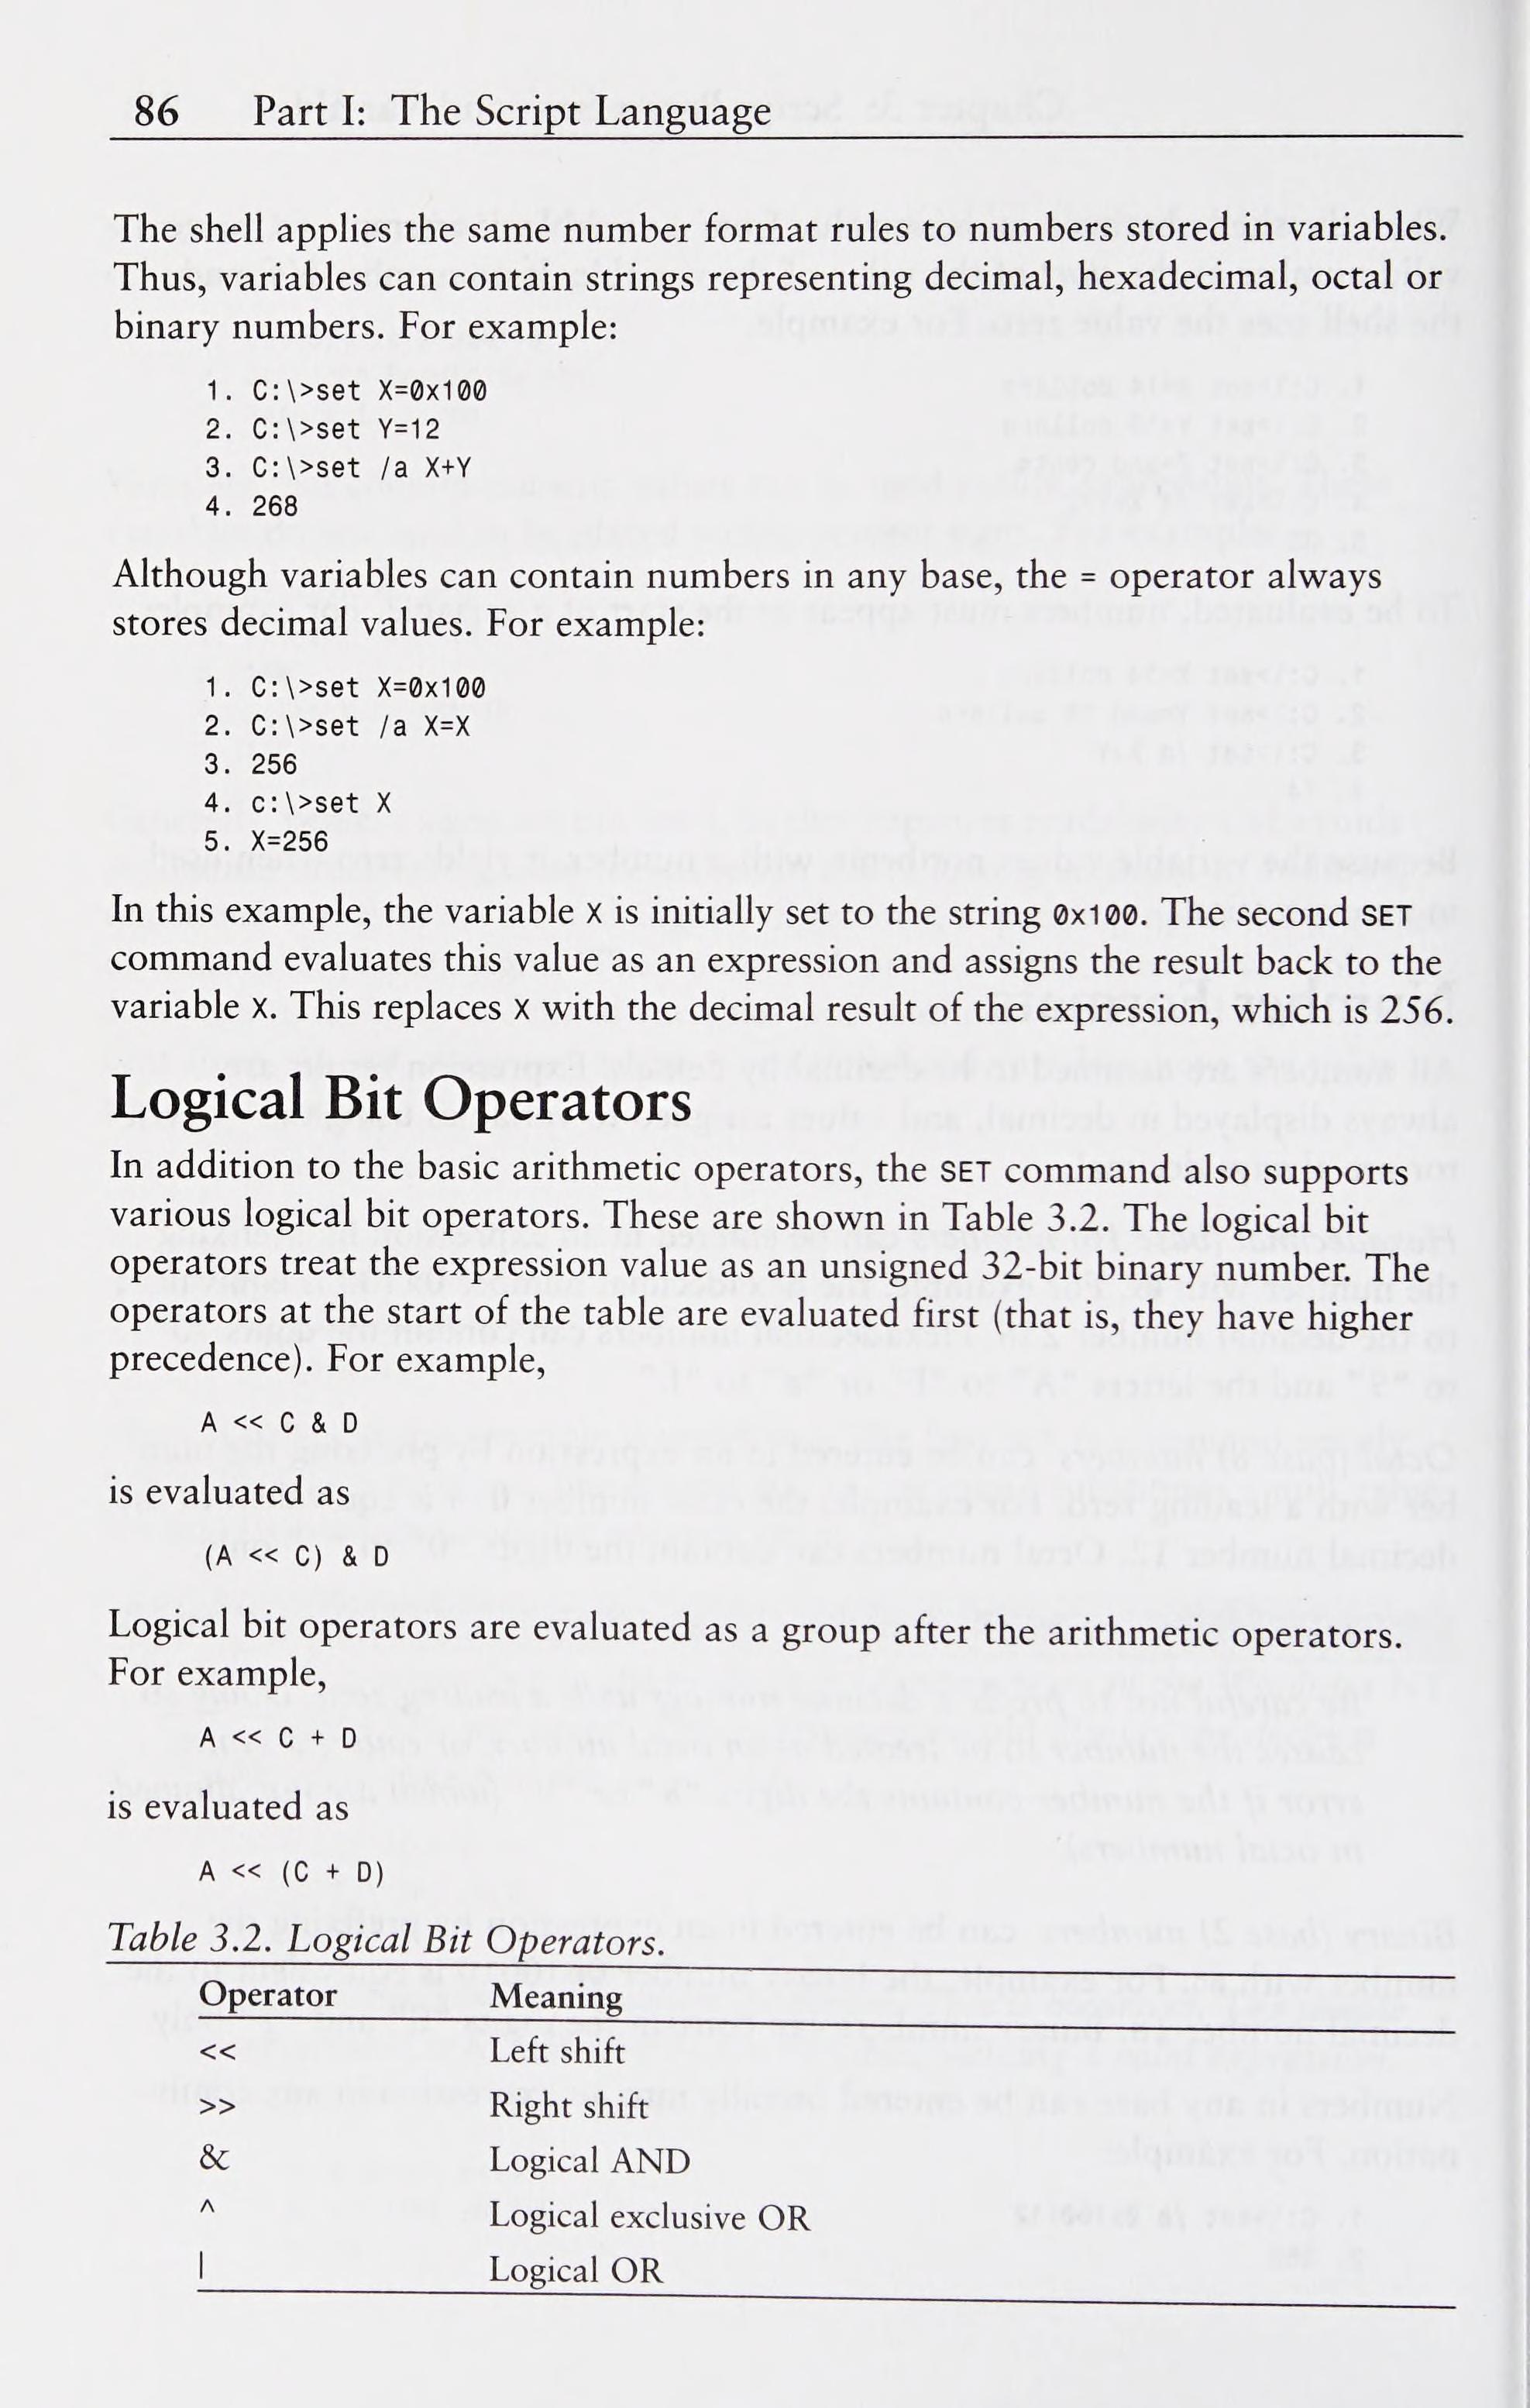 86 Part I: The Script Language
The shell applies the same number format rules to numbers stored in variables.
Thus, variables can contain strings representing decimal, hexadecimal, octal or
binary numbers. For example:
1. C:\>set X=0x100
2. C:\>set Y=12
3. C:\>set /a X+Y
4. 268
Although variables can contain numbers in any base, the = operator always
stores decimal values. For example:
1. C:\>set X=0x100
2. C:\>set /a X=X
3. 256
4. c:\>set X
5. X=256
In this example, the variable X is initially set to the string 0x100. The second SET
command evaluates this value as an expression and assigns the result back to the
variable X. This replaces X with the decimal result of the expression, which is 256.
Logical Bit Operators
In addition to the basic arithmetic operators, the SET command also supports
various logical bit operators. These are shown in Table 3.2. The logical bit
operators treat the expression value as an unsigned 32-bit binary number. The
operators at the start of the table are evaluated first (that is, they have higher
precedence). For example,
A << C & D
is evaluated as
(A << C) & D
Logical bit operators are evaluated as a group after the arithmetic operators.
For example,
A << C + D
is evaluated as
A << (C + D)
Table 3.2. Logical Bit Operators.
Operator Meaning
<< Left shift
>> Right shift
& Logical AND
^ Logical exclusive OR
| Logical OR